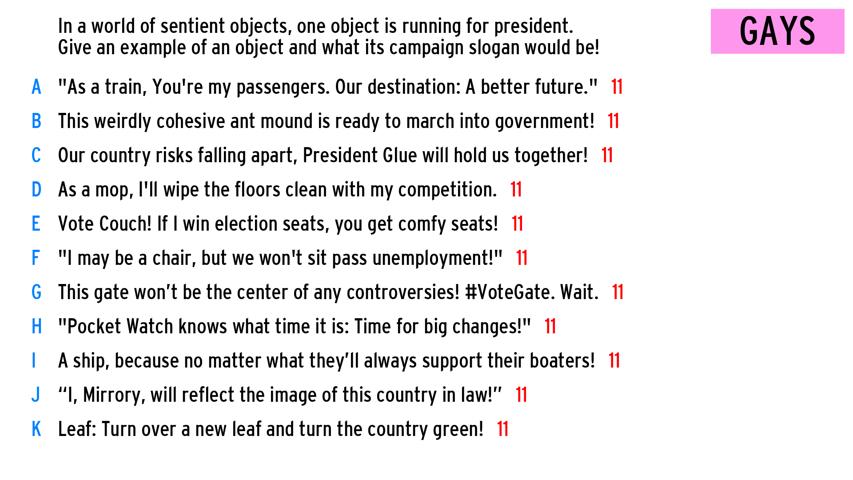 In a world of sentient objects, one object is running for president.
Give an example of an object and what its campaign slogan would be!
GAYS
A "As a train, You're my passengers. Our destination: A better future." 11
B This weirdly cohesive ant mound is ready to march into government! 11
C Our country risks falling apart, President Glue will hold us together! 11
D As a mop, I'll wipe the floors clean with my competition. 11
E Vote Couch! If I win election seats, you get comfy seats! 11
F "I may be a chair, but we won't sit pass unemployment!" 11
G This gate won’t be the center of any controversies! #VoteGate. Wait. 11
H "Pocket Watch knows what time it is: Time for big changes!" 11
I A ship, because no matter what they’ll always support their boaters! 11
J “I, Mirrory, will reflect the image of this country in law!” 11
K Leaf: Turn over a new leaf and turn the country green! 11